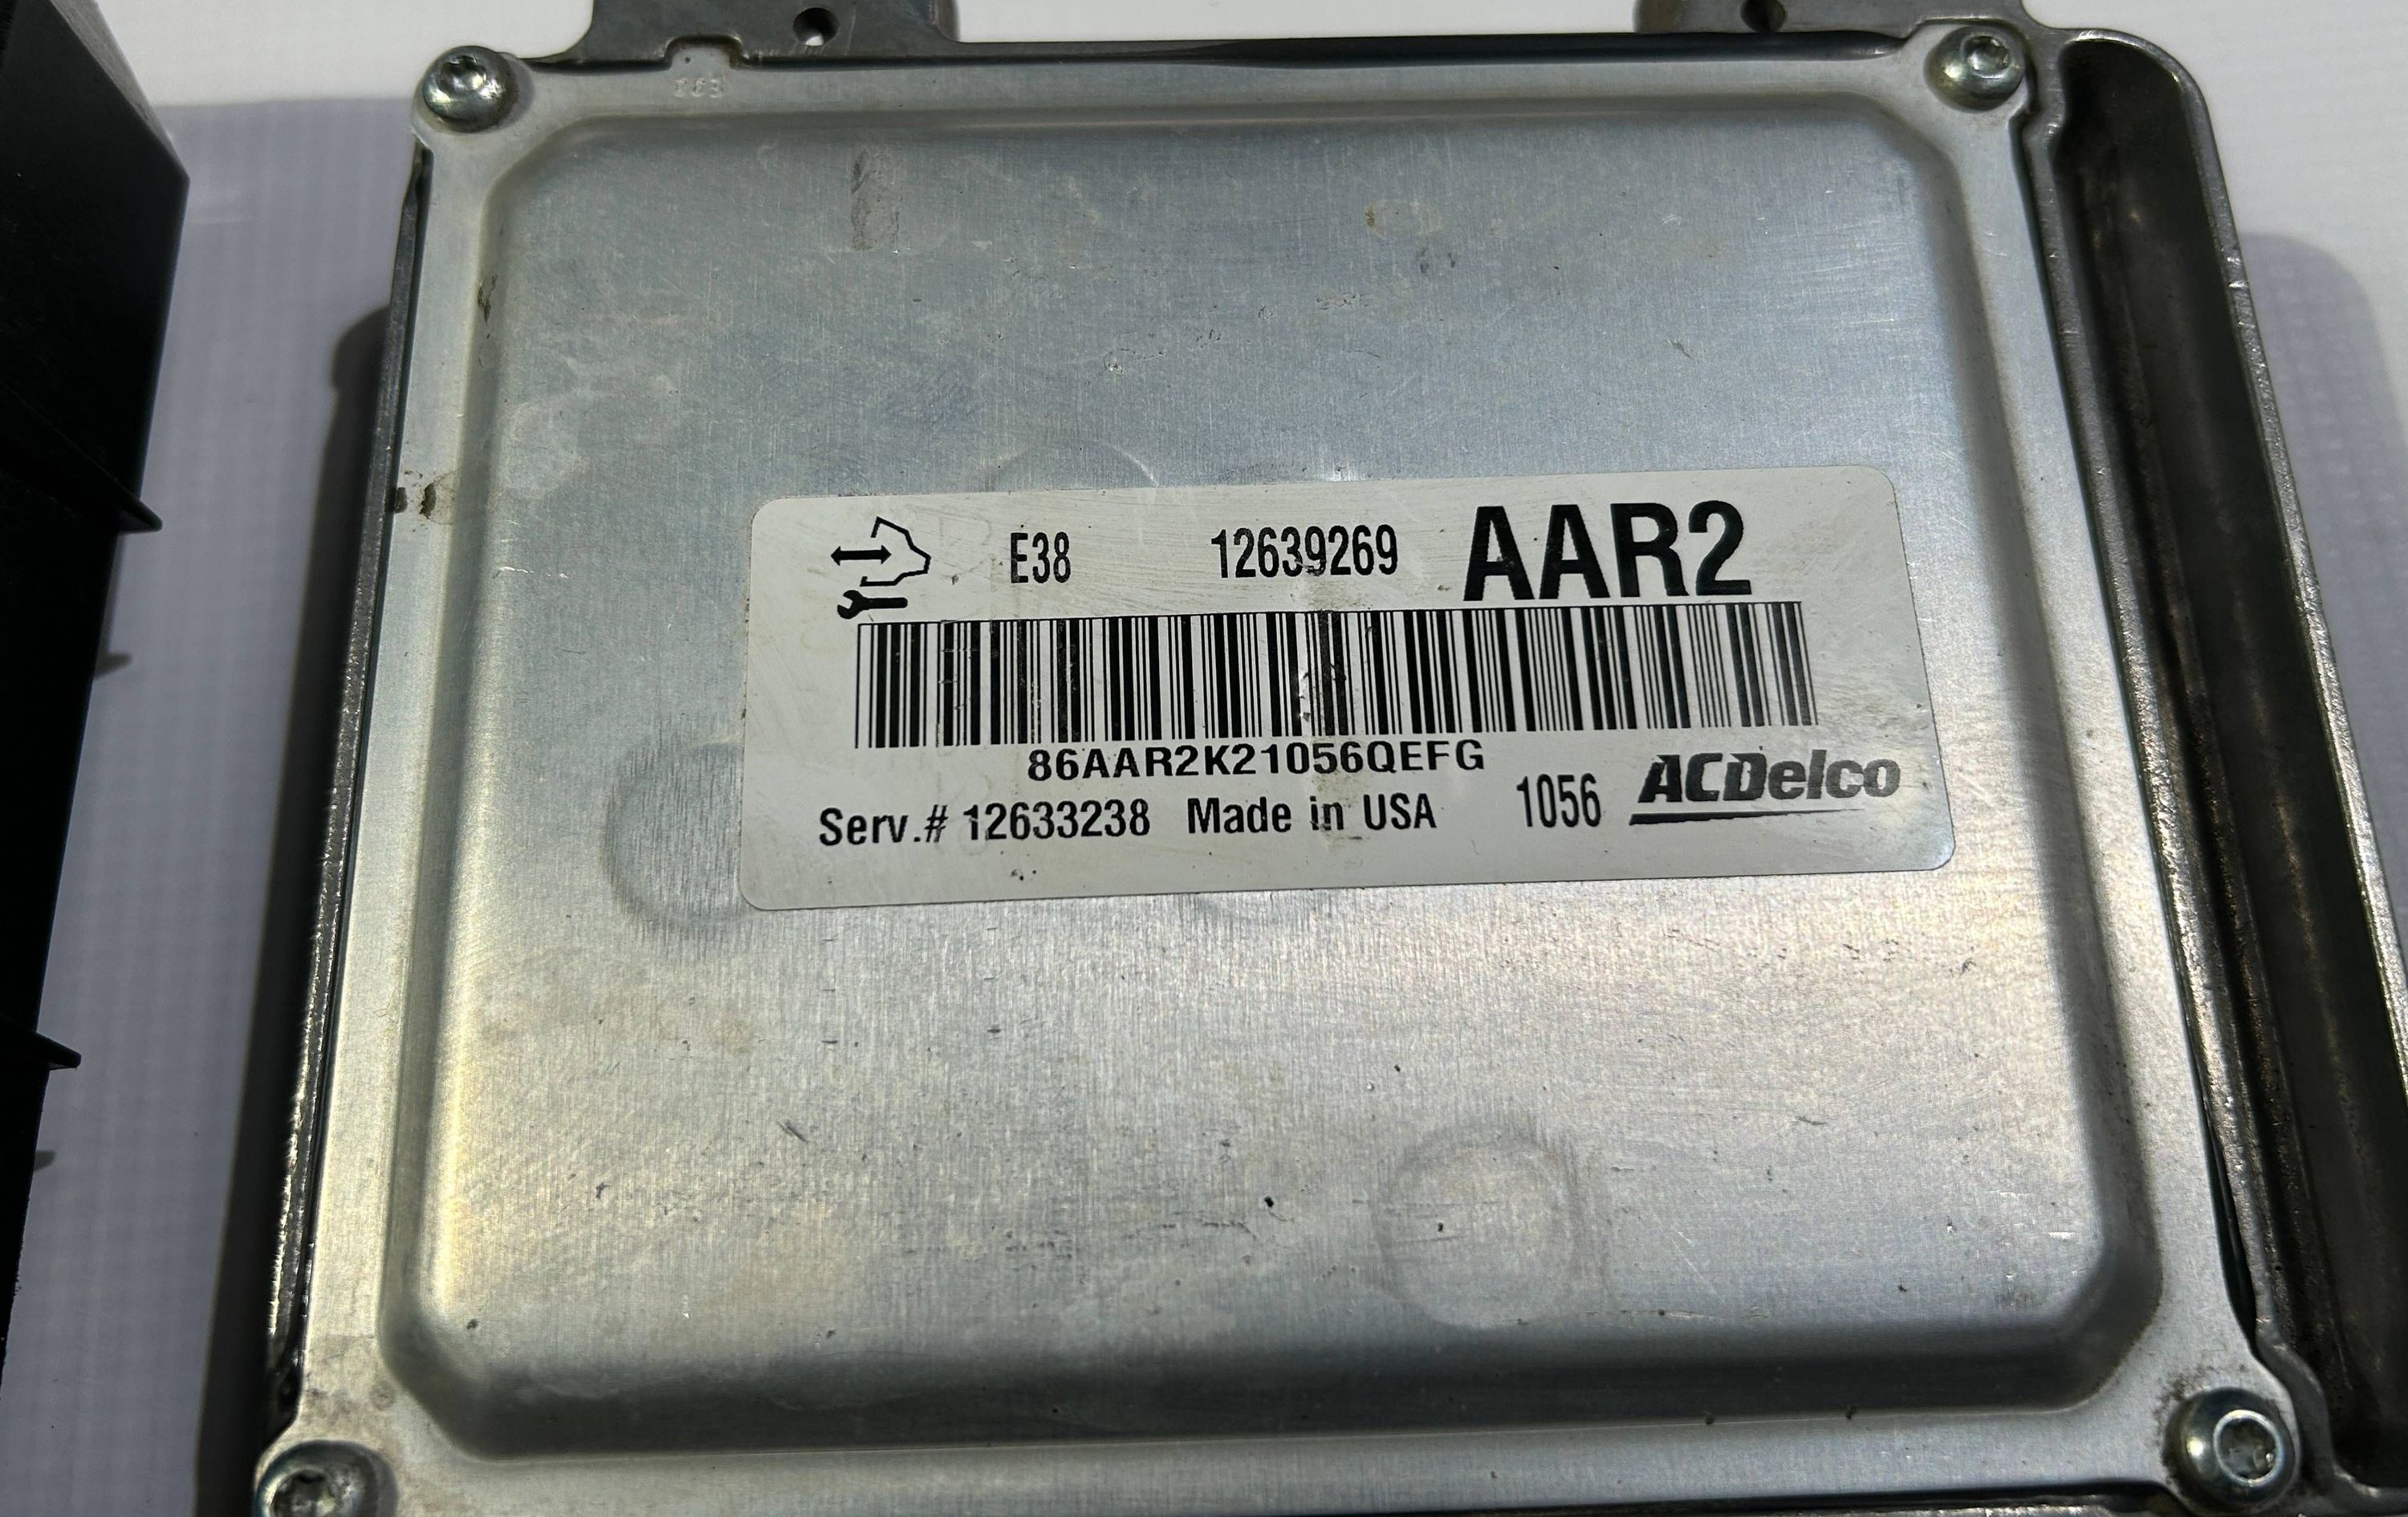 E38 12639269 AAR2
86AAR2K21056QEFG
Serv.# 12633238 Made in USA 1056 ACDelco